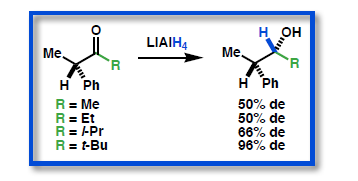 O
Me
R
H Ph
LiAlH4
H OH
Me
R
H Ph
R = Me 50% de
R = Et 50% de
R = i-Pr 66% de
R = t-Bu 96% de